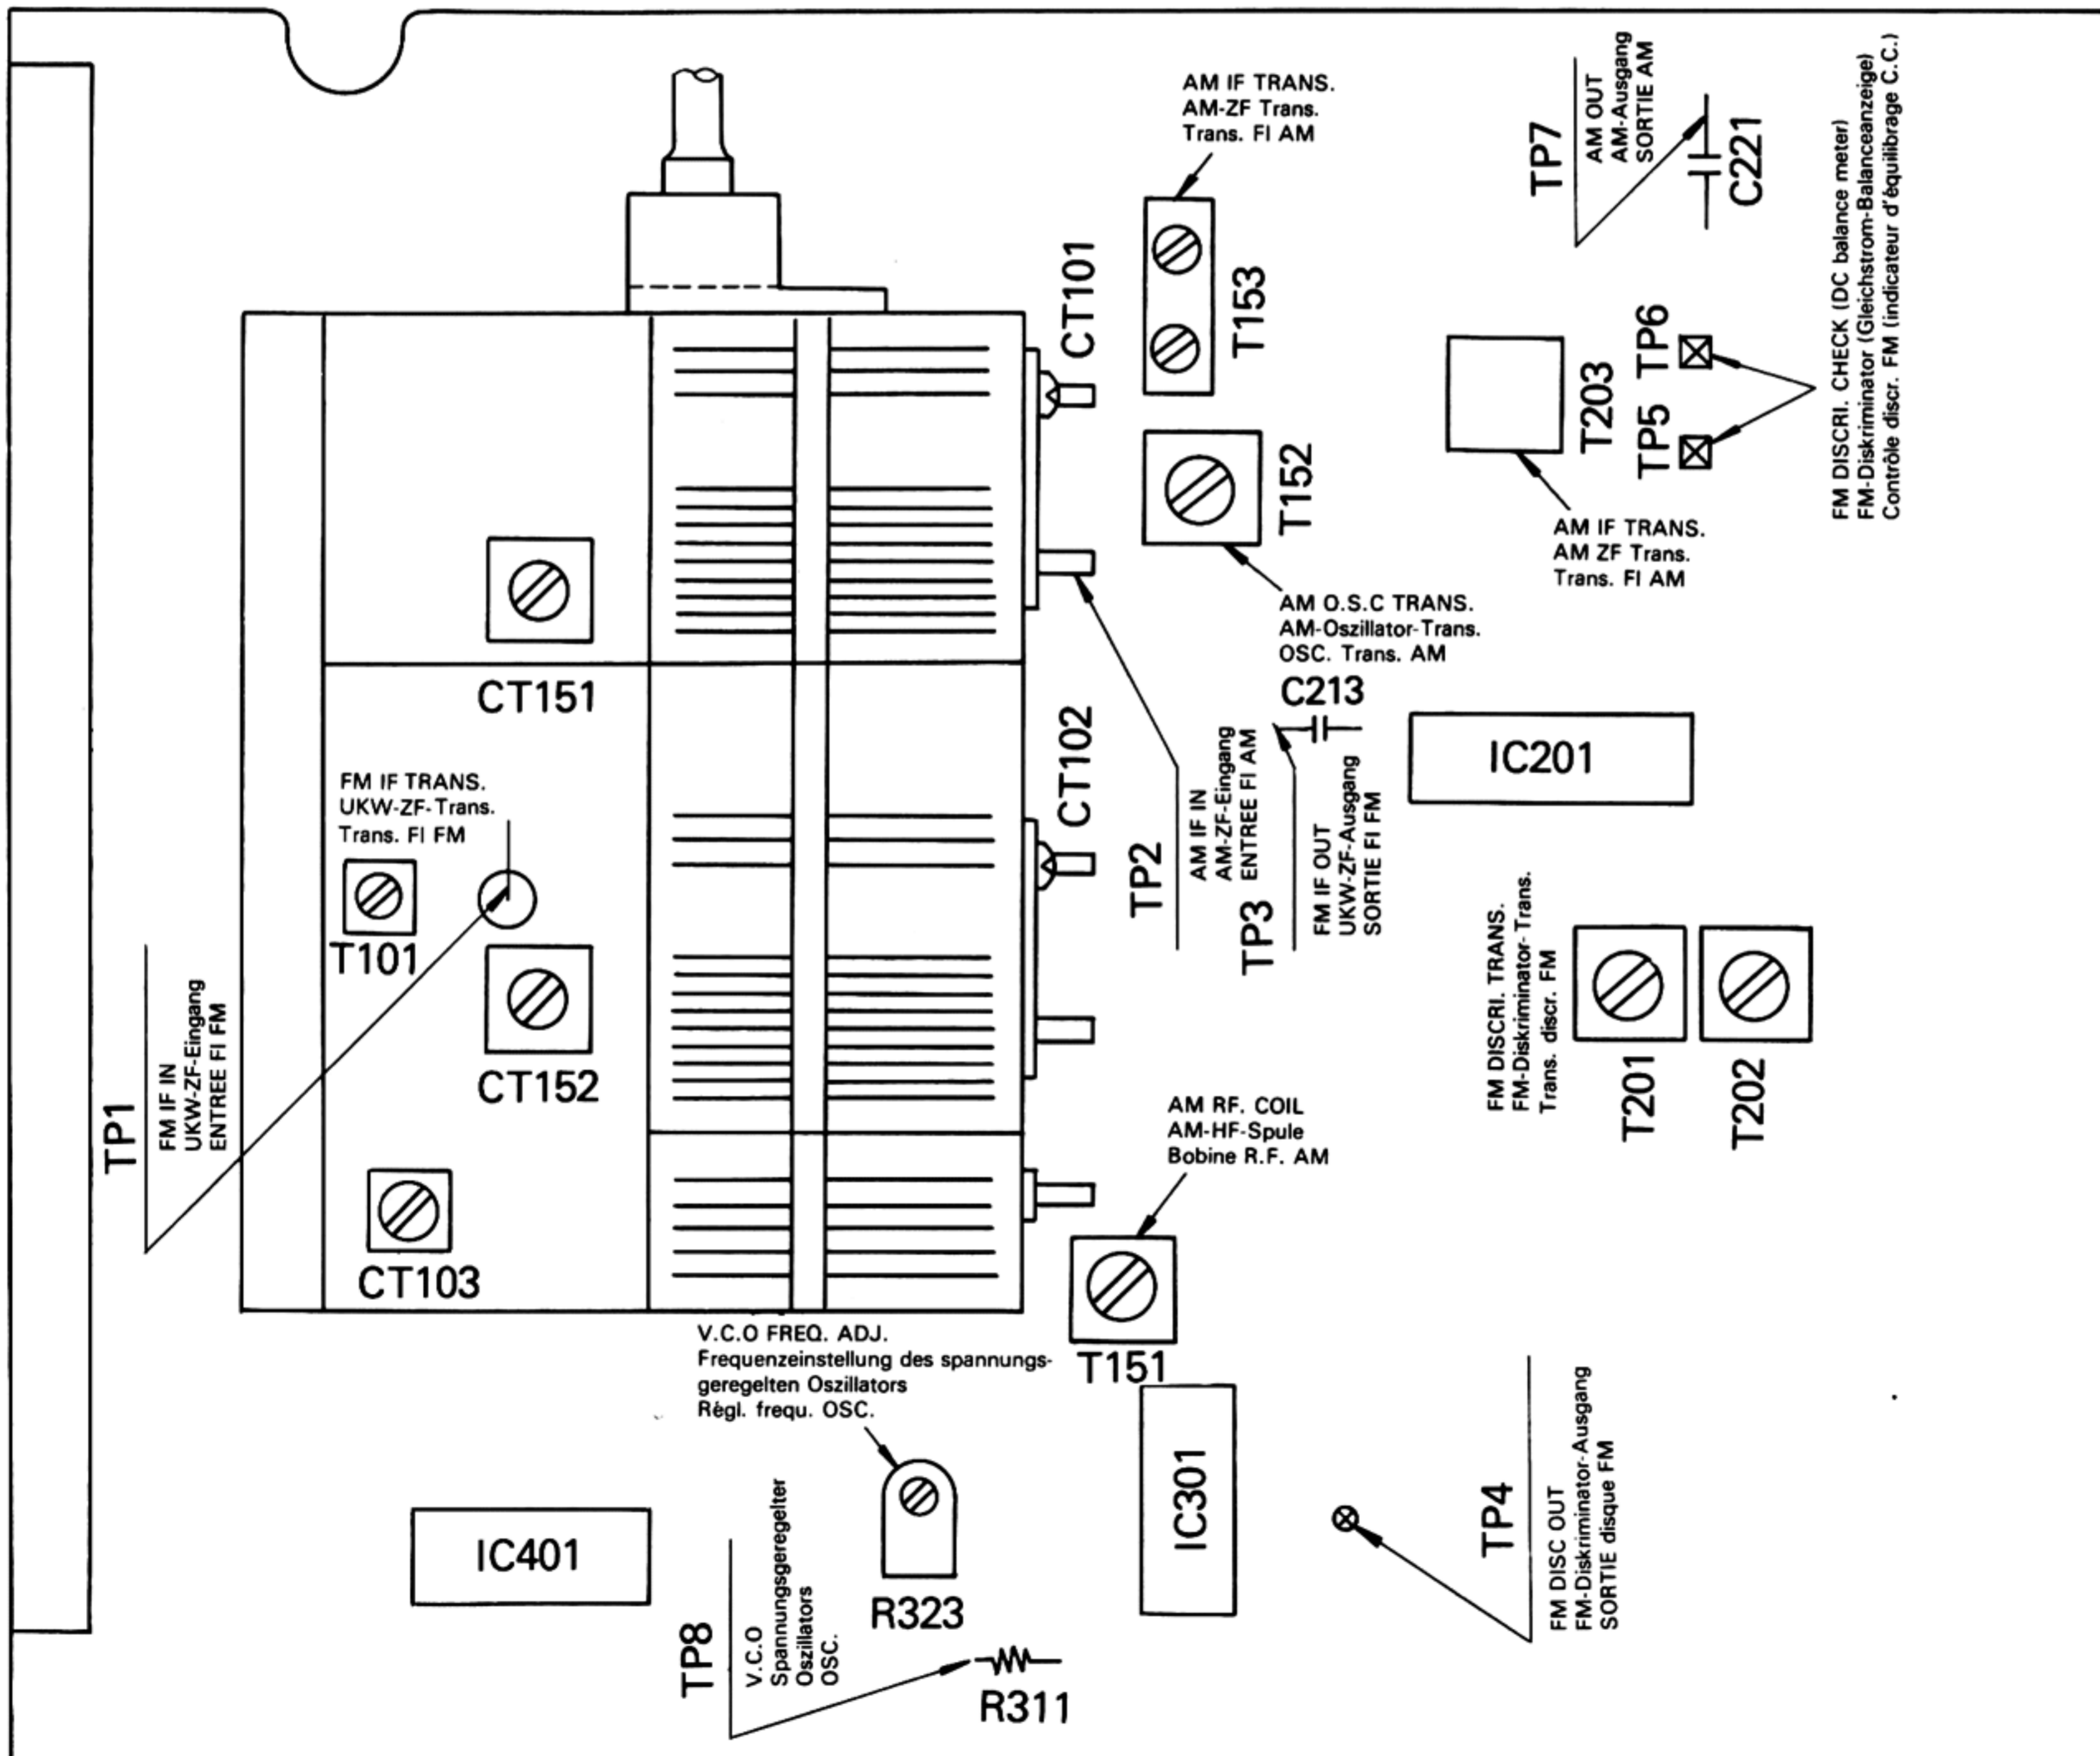 AM IF TRANS.
AM-ZF Trans.
Trans. FI AM
CT101
T153
TP7
AM OUT
AM-Ausgang
SORTIE AM
C221
T203
TP6
TP5
FM DISCRI. CHECK (DC balance meter)
FM-Diskriminator (Gleichstrom-Balanceanzeige)
Contrôle discr. FM (indicateur d'équilibrage C.C.)
T152
AM IF TRANS.
AM ZF Trans.
Trans. FI AM
AM O.S.C TRANS.
AM-Oszillator-Trans.
OSC. Trans. AM
C213
CT151
CT102
IC201
FM IF TRANS.
UKW-ZF-Trans.
Trans. FI FM
T101
TP2
AM IF IN
AM-ZF-Eingang
ENTREE FI AM
TP3
FM IF OUT
UKW-ZF-Ausgang
SORTIE FI FM
FM DISCRI. TRANS.
FM-Diskriminator-Trans.
Trans. discr. FM
T201
T202
TP1
FM IF IN
UKW-ZF-Eingang
ENTREE FI FM
CT152
CT103
AM RF. COIL
AM-HF-Spule
Bobine R.F. AM
T151
V.C.O FREQ. ADJ.
Frequenzeinstellung des spannungs-
geregelten Oszillators
Régl. frequ. OSC.
IC401
R323
IC301
TP4
FM DISC OUT
FM-Diskriminator-Ausgang
SORTIE disque FM
TP8
V.C.O
Spannungsgeregelter
Oszillators
OSC.
R311